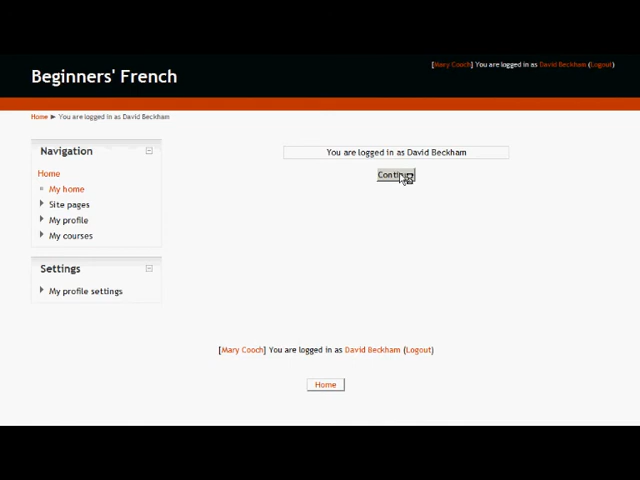 Beginners' French
[Mary Cooch] You are logged in as David Beckham (Logout)
Home ► You are logged in as David Beckham
Navigation
Home
My home
Site pages
My profile
My courses
Settings
My profile settings
You are logged in as David Beckham
Continue
[Mary Cooch] You are logged in as David Beckham (Logout)
Home